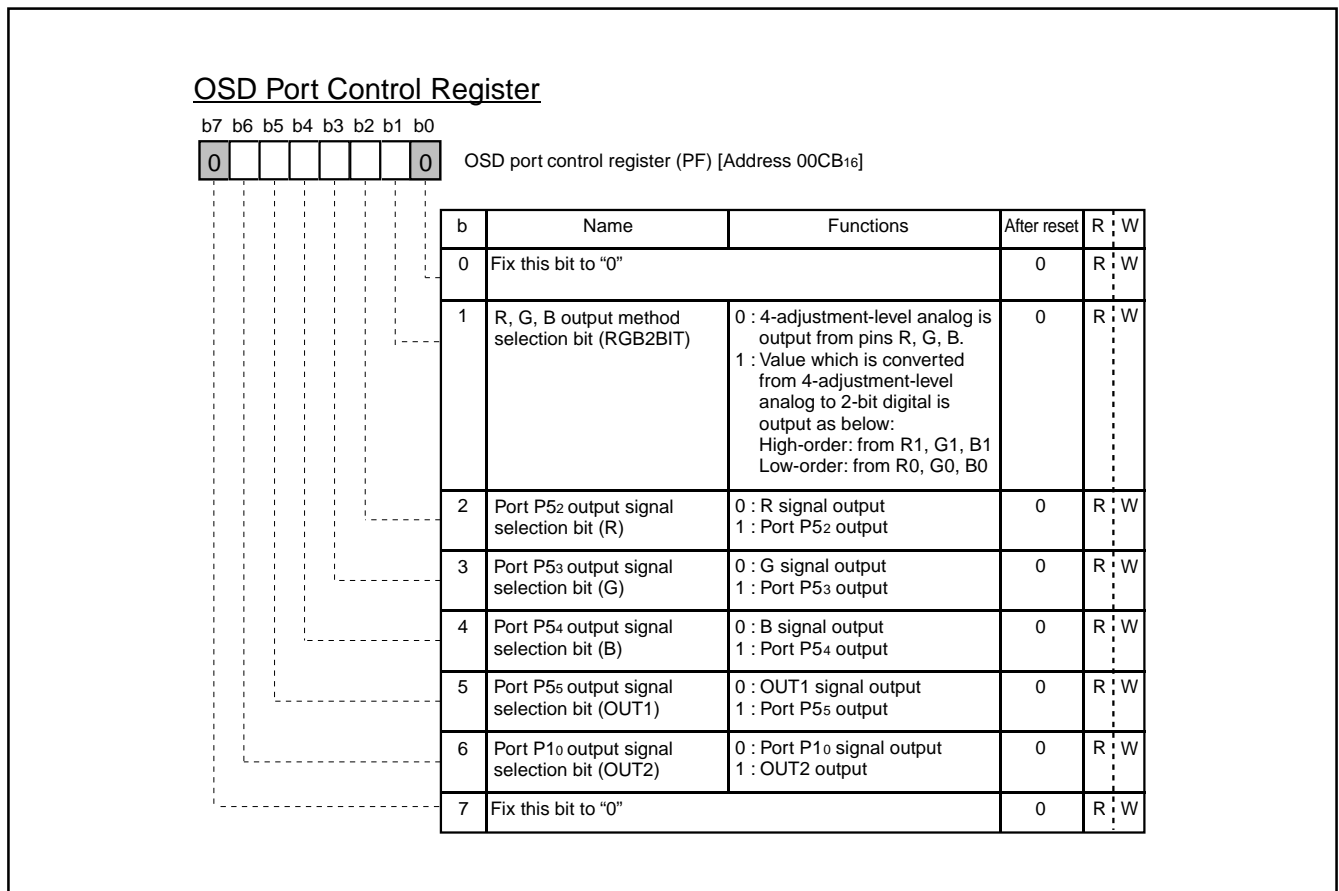 OSD Port Control Register
b7 b6 b5 b4 b3 b2 b1 b0
0 0 OSD port control register (PF) [Address 00CB16]
b Name Functions After reset R W
0 Fix this bit to “0” 0 R W
1 R, G, B output method 0 : 4-adjustment-level analog is 0 R W
selection bit (RGB2BIT) output from pins R, G, B.
1 : Value which is converted
from 4-adjustment-level
analog to 2-bit digital is
output as below:
High-order: from R1, G1, B1
Low-order: from R0, G0, B0
2 Port P52 output signal 0 : R signal output 0 R W
selection bit (R) 1 : Port P52 output
3 Port P53 output signal 0 : G signal output 0 R W
selection bit (G) 1 : Port P53 output
4 Port P54 output signal 0 : B signal output 0 R W
selection bit (B) 1 : Port P54 output
5 Port P55 output signal 0 : OUT1 signal output 0 R W
selection bit (OUT1) 1 : Port P55 output
6 Port P10 output signal 0 : Port P10 signal output 0 R W
selection bit (OUT2) 1 : OUT2 output
7 Fix this bit to “0” 0 R W